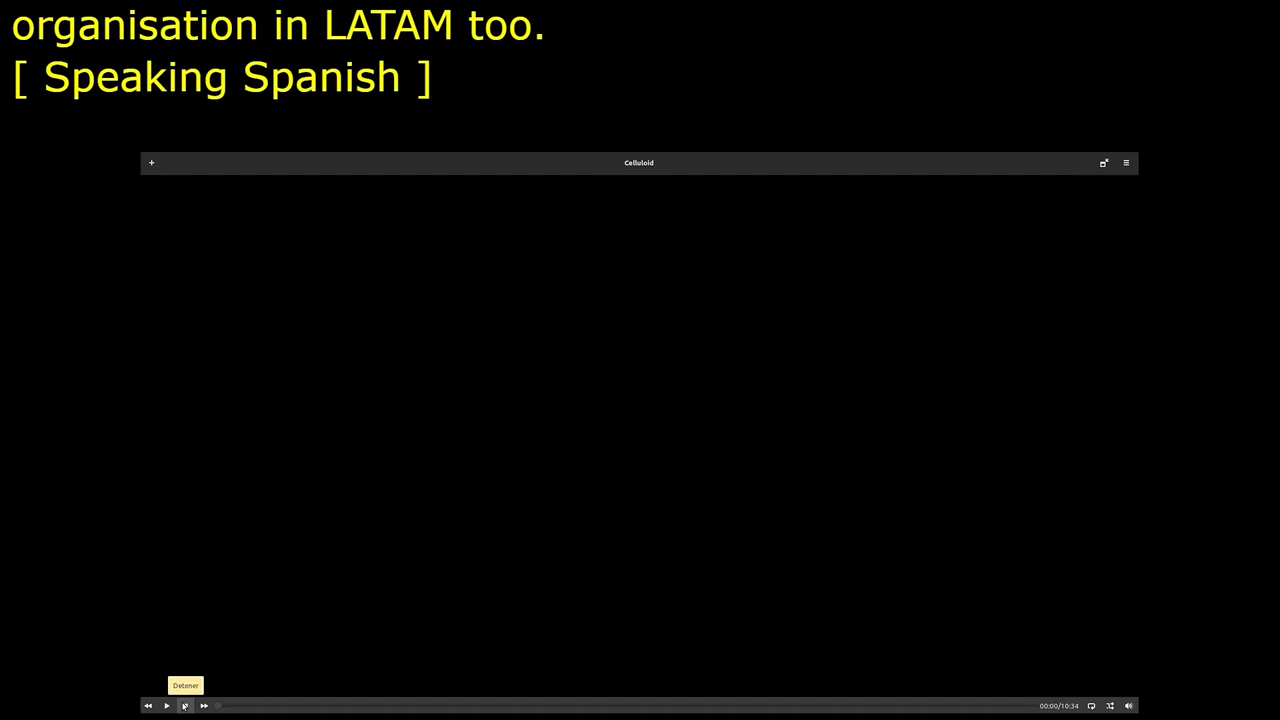 organisation in LATAM too.
[ Speaking Spanish ]
Celluloid
Detener
00:00/10:34